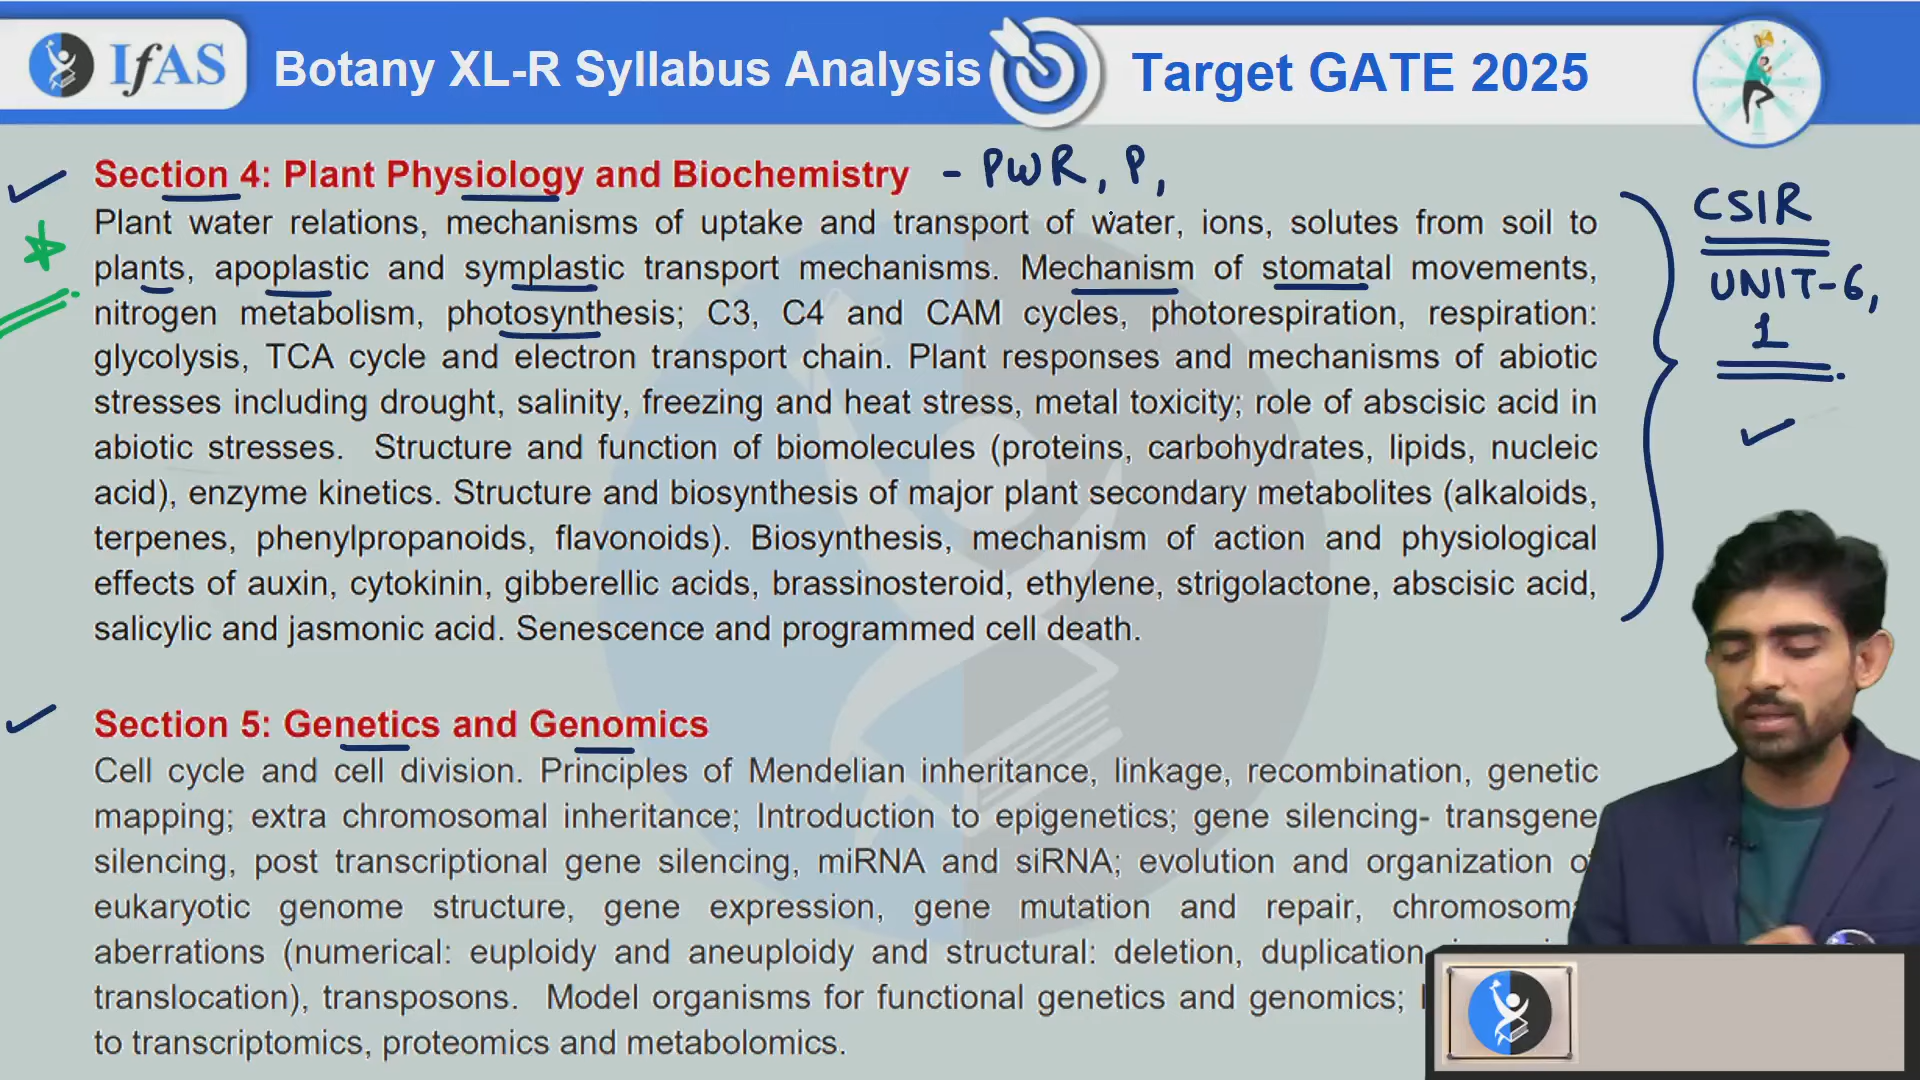 IfAS
Botany XL-R Syllabus Analysis
Target GATE 2025
Section 4: Plant Physiology and Biochemistry - PWR, P,
Plant water relations, mechanisms of uptake and transport of water, ions, solutes from soil to
plants, apoplastic and symplastic transport mechanisms. Mechanism of stomatal movements,
nitrogen metabolism, photosynthesis; C3, C4 and CAM cycles, photorespiration, respiration:
glycolysis, TCA cycle and electron transport chain. Plant responses and mechanisms of abiotic
stresses including drought, salinity, freezing and heat stress, metal toxicity; role of abscisic acid in
abiotic stresses. Structure and function of biomolecules (proteins, carbohydrates, lipids, nucleic
acid), enzyme kinetics. Structure and biosynthesis of major plant secondary metabolites (alkaloids,
terpenes, phenylpropanoids, flavonoids). Biosynthesis, mechanism of action and physiological
effects of auxin, cytokinin, gibberellic acids, brassinosteroid, ethylene, strigolactone, abscisic acid,
salicylic and jasmonic acid. Senescence and programmed cell death.
CSIR
UNIT-6,
1
Section 5: Genetics and Genomics
Cell cycle and cell division. Principles of Mendelian inheritance, linkage, recombination, genetic
mapping; extra chromosomal inheritance; Introduction to epigenetics; gene silencing- transgene
silencing, post transcriptional gene silencing, miRNA and siRNA; evolution and organization
eukaryotic genome structure, gene expression, gene mutation and repair,
aberrations (numerical: euploidy and aneuploidy and structural: deletion, duplication
translocation), transposons. Model organisms for functional genetics and genomics;
to transcriptomics, proteomics and metabolomics.